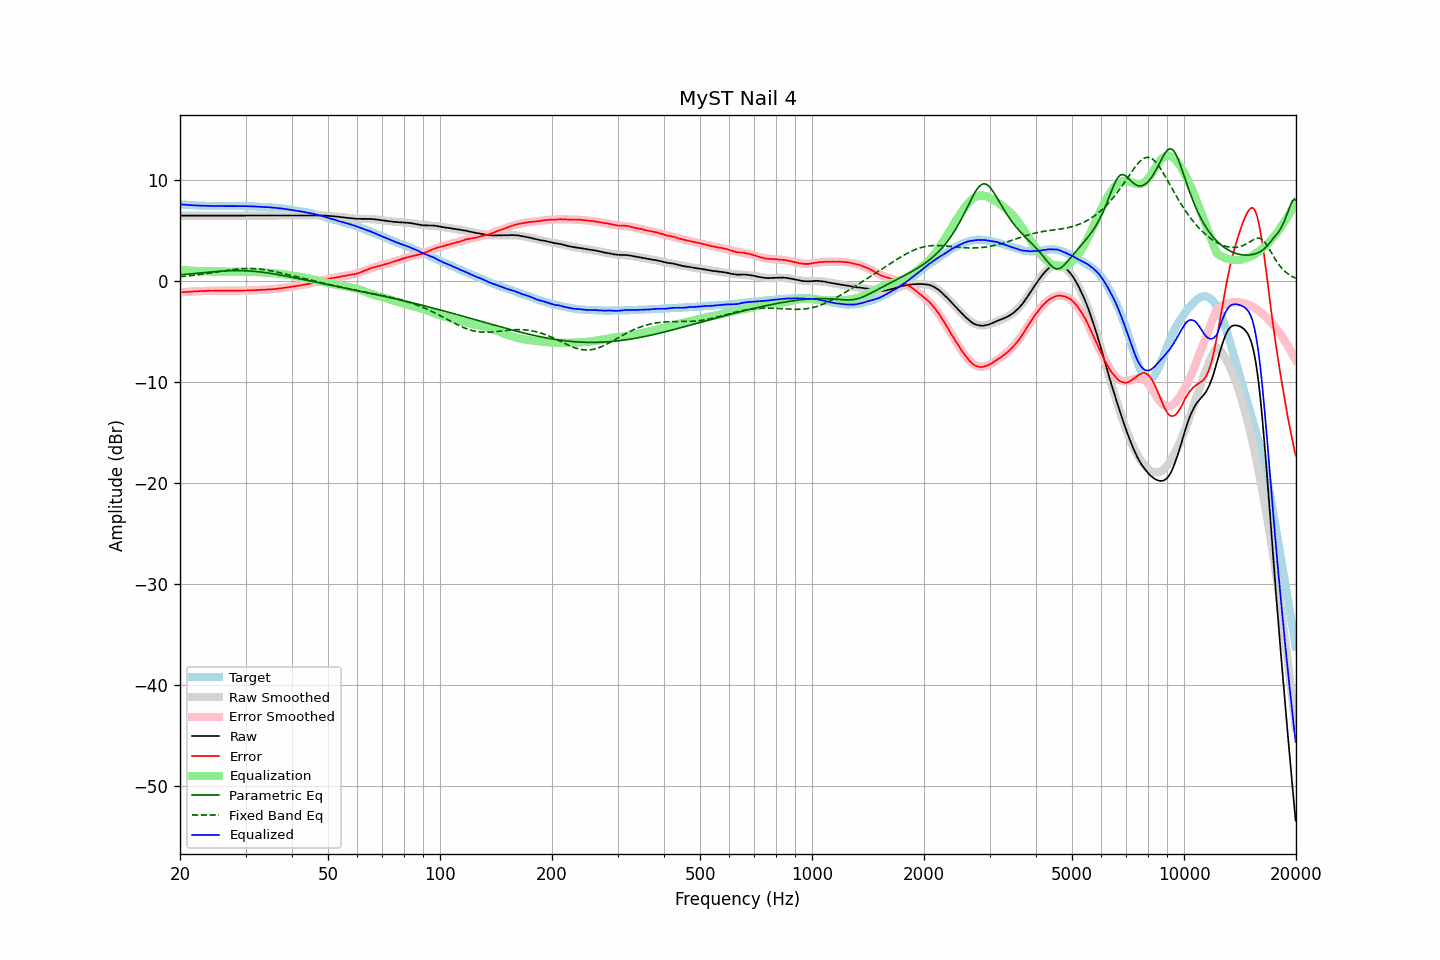 MyST Nail 4
Amplitude (dBr)
10
0
−10
−20
−30
−40
−50
Target
Raw Smoothed
Error Smoothed
Raw
Error
Equalization
Parametric Eq
Fixed Band Eq
Equalized
20 50 100 200 500 1000 2000 5000 10000 20000
Frequency (Hz)